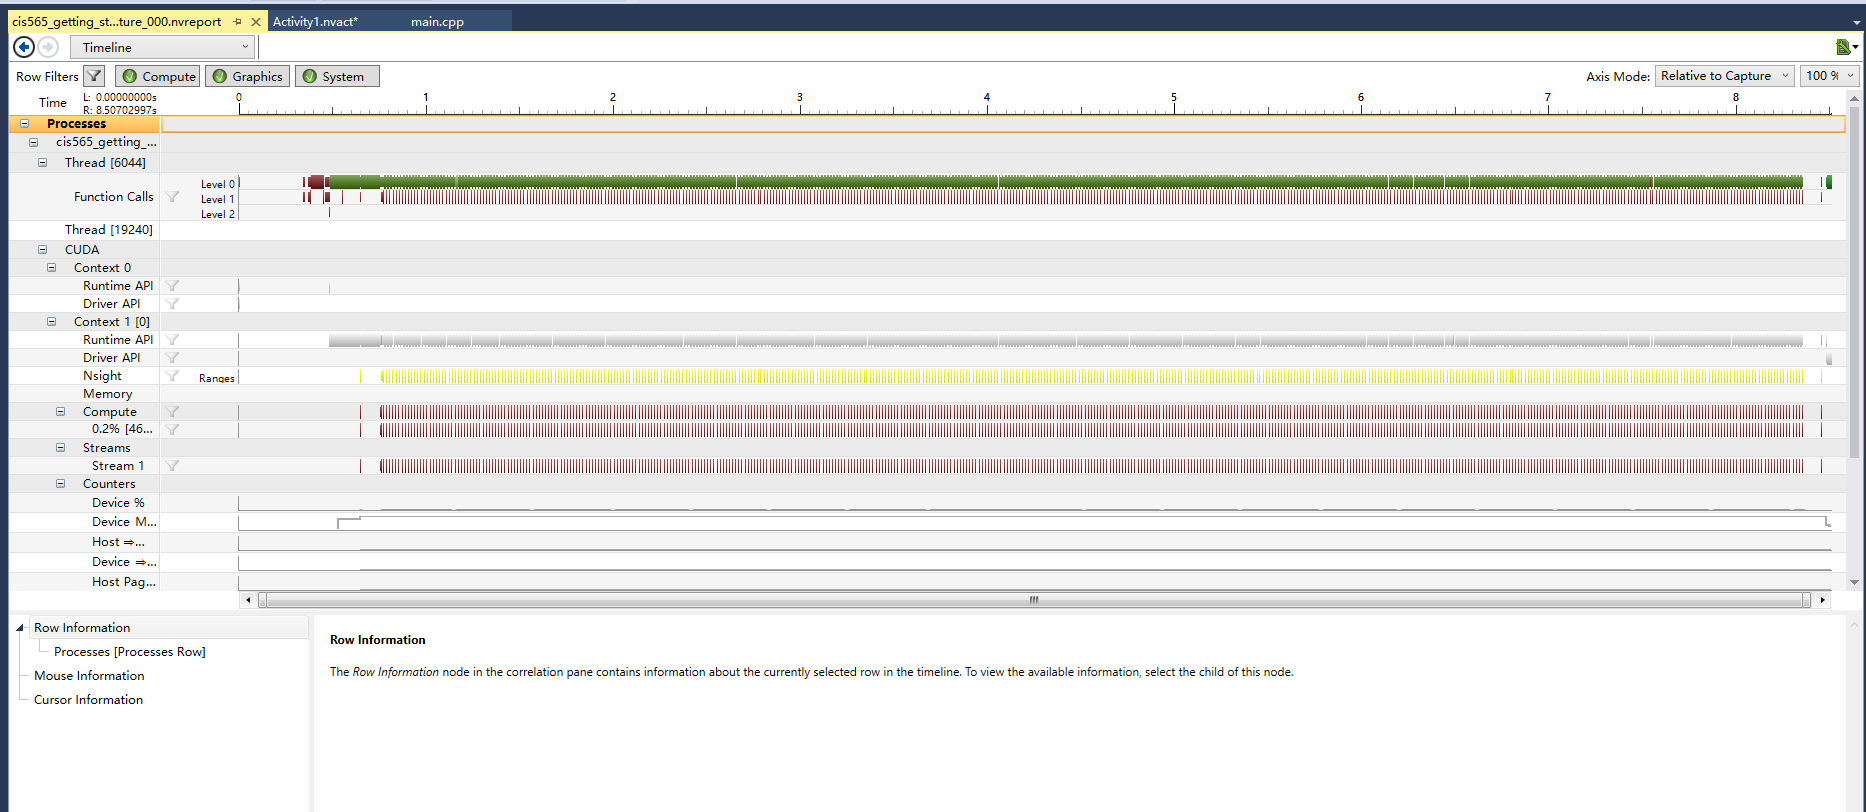 cis565_getting_st...ture_000.nvreport Activity1.nvact* main.cpp
Timeline
Row Filters Compute Graphics System Axis Mode: Relative to Capture 100 %
Time L: 0.00000000s R: 8.50702997s 0 1 2 3 4 5 6 7 8
Processes
cis565_getting_...
Thread [6044]
Function Calls Level 0
Level 1
Level 2
Thread [19240]
CUDA
Context 0
Runtime API
Driver API
Context 1 [0]
Runtime API
Driver API
Nsight Ranges
Memory
Compute
0.2% [46...
Streams
Stream 1
Counters
Device %
Device M...
Host ⇒...
Device ⇒...
Host Pag...
Row Information
Processes [Processes Row]
Mouse Information
Cursor Information
Row Information
The Row Information node in the correlation pane contains information about the currently selected row in the timeline. To view the available information, select the child of this node.